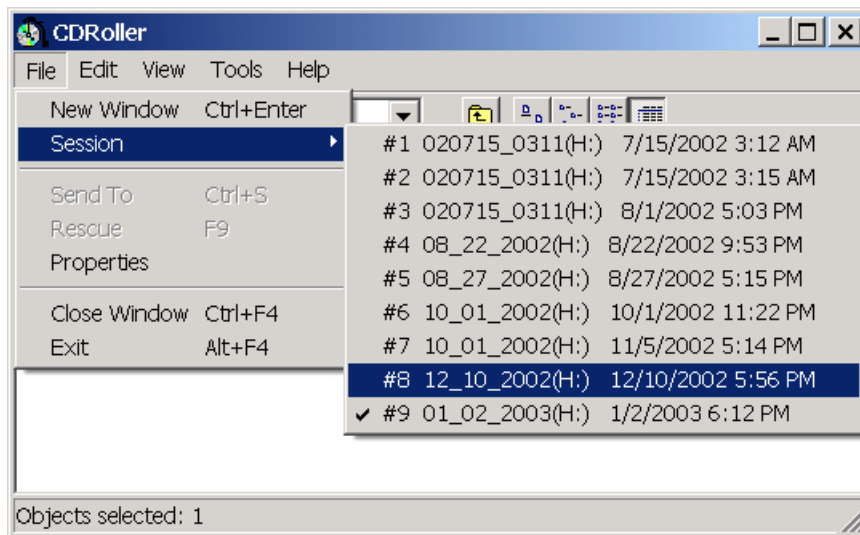 CDRoller
File Edit View Tools Help
New Window Ctrl+Enter
Session
Send To Ctrl+S
Rescue F9
Properties
Close Window Ctrl+F4
Exit Alt+F4
#1 020715_0311(H:) 7/15/2002 3:12 AM
#2 020715_0311(H:) 7/15/2002 3:15 AM
#3 020715_0311(H:) 8/1/2002 5:03 PM
#4 08_22_2002(H:) 8/22/2002 9:53 PM
#5 08_27_2002(H:) 8/27/2002 5:15 PM
#6 10_01_2002(H:) 10/1/2002 11:22 PM
#7 10_01_2002(H:) 11/5/2002 5:14 PM
#8 12_10_2002(H:) 12/10/2002 5:56 PM
#9 01_02_2003(H:) 1/2/2003 6:12 PM
Objects selected: 1